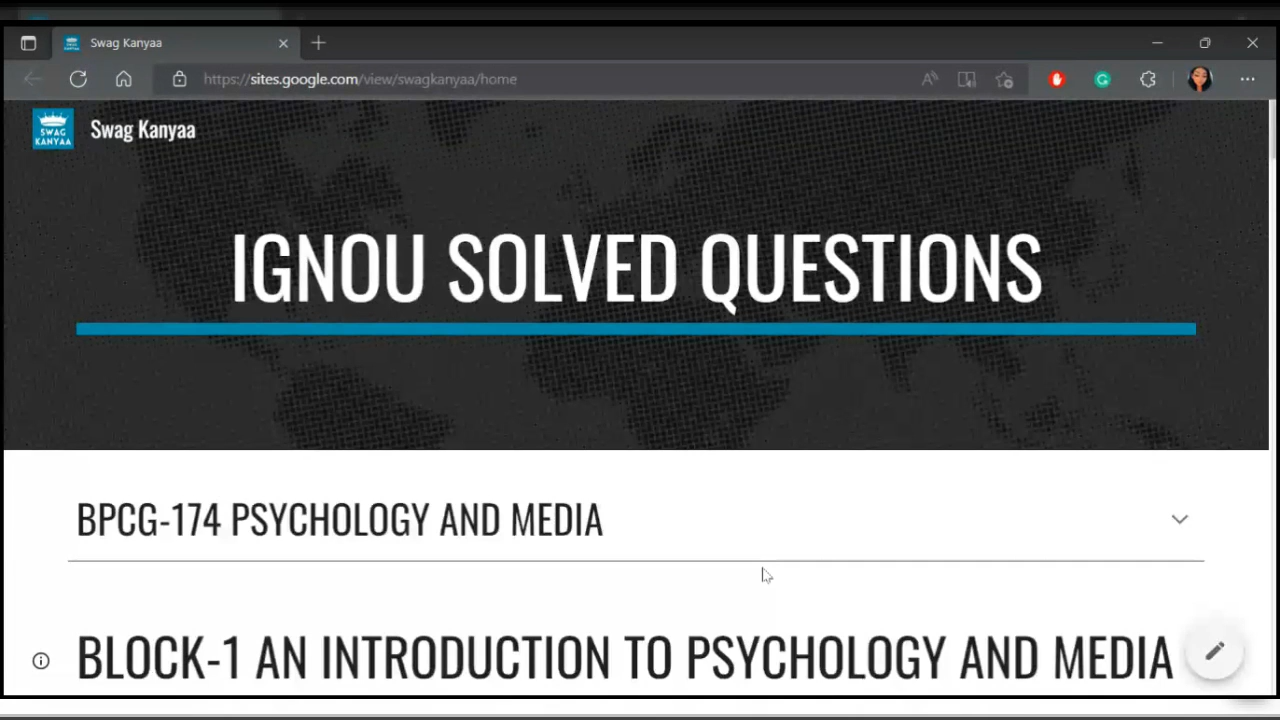 Swag Kanyaa
https://sites.google.com/view/swagkanyaa/home
SWAG
KANYAA
Swag Kanyaa
IGNOU SOLVED QUESTIONS
BPCG-174 PSYCHOLOGY AND MEDIA
BLOCK-1 AN INTRODUCTION TO PSYCHOLOGY AND MEDIA